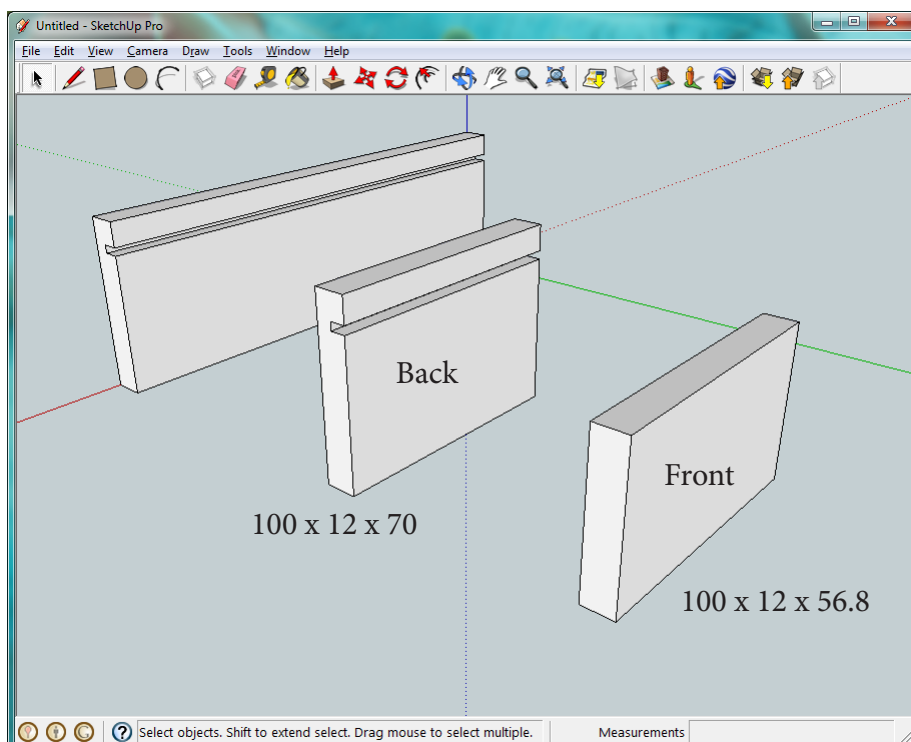 Untitled - SketchUp Pro
File Edit View Camera Draw Tools Window Help
Back
Front
100 x 12 x 70
100 x 12 x 56.8
Select objects. Shift to extend select. Drag mouse to select multiple. Measurements